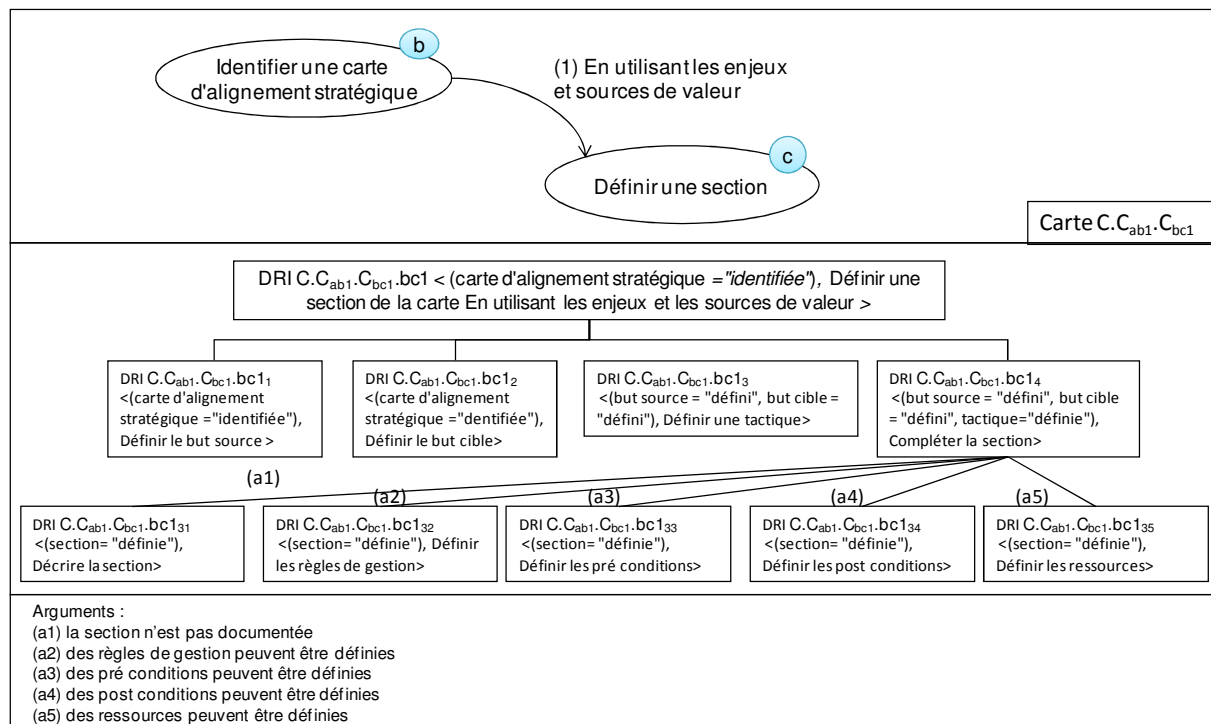 b
Identifier une carte
d'alignement stratégique
(1) En utilisant les enjeux
et sources de valeur
c
Définir une section
Carte C.Cab1.Cbc1
DRI C.Cab1.Cbc1.bc1 < (carte d'alignement stratégique ="identifiée"), Définir une
section de la carte En utilisant les enjeux et les sources de valeur >
DRI C.Cab1.Cbc1.bc11
<(carte d'alignement
stratégique ="identifiée"),
Définir le but source >
DRI C.Cab1.Cbc1.bc12
<(carte d'alignement
stratégique ="dentifiée"),
Définir le but cible>
DRI C.Cab1.Cbc1.bc13
<(but source = "défini", but cible =
"défini"), Définir une tactique>
DRI C.Cab1.Cbc1.bc14
<(but source = "défini", but cible
= "défini", tactique="définie"),
Compléter la section>
(a1)
(a2)
(a3)
(a4)
(a5)
DRI C.Cab1.Cbc1.bc131
<(section= "définie"),
Décrire la section>
DRI C.Cab1.Cbc1.bc132
<(section= "définie"), Définir
les règles de gestion>
DRI C.Cab1.Cbc1.bc133
<(section= "définie"),
Définir les pré conditions>
DRI C.Cab1.Cbc1.bc134
<(section= "définie"),
Définir les post conditions>
DRI C.Cab1.Cbc1.bc135
<(section= "définie"),
Définir les ressources>
Arguments :
(a1) la section n'est pas documentée
(a2) des règles de gestion peuvent être définies
(a3) des pré conditions peuvent être définies
(a4) des post conditions peuvent être définies
(a5) des ressources peuvent être définies